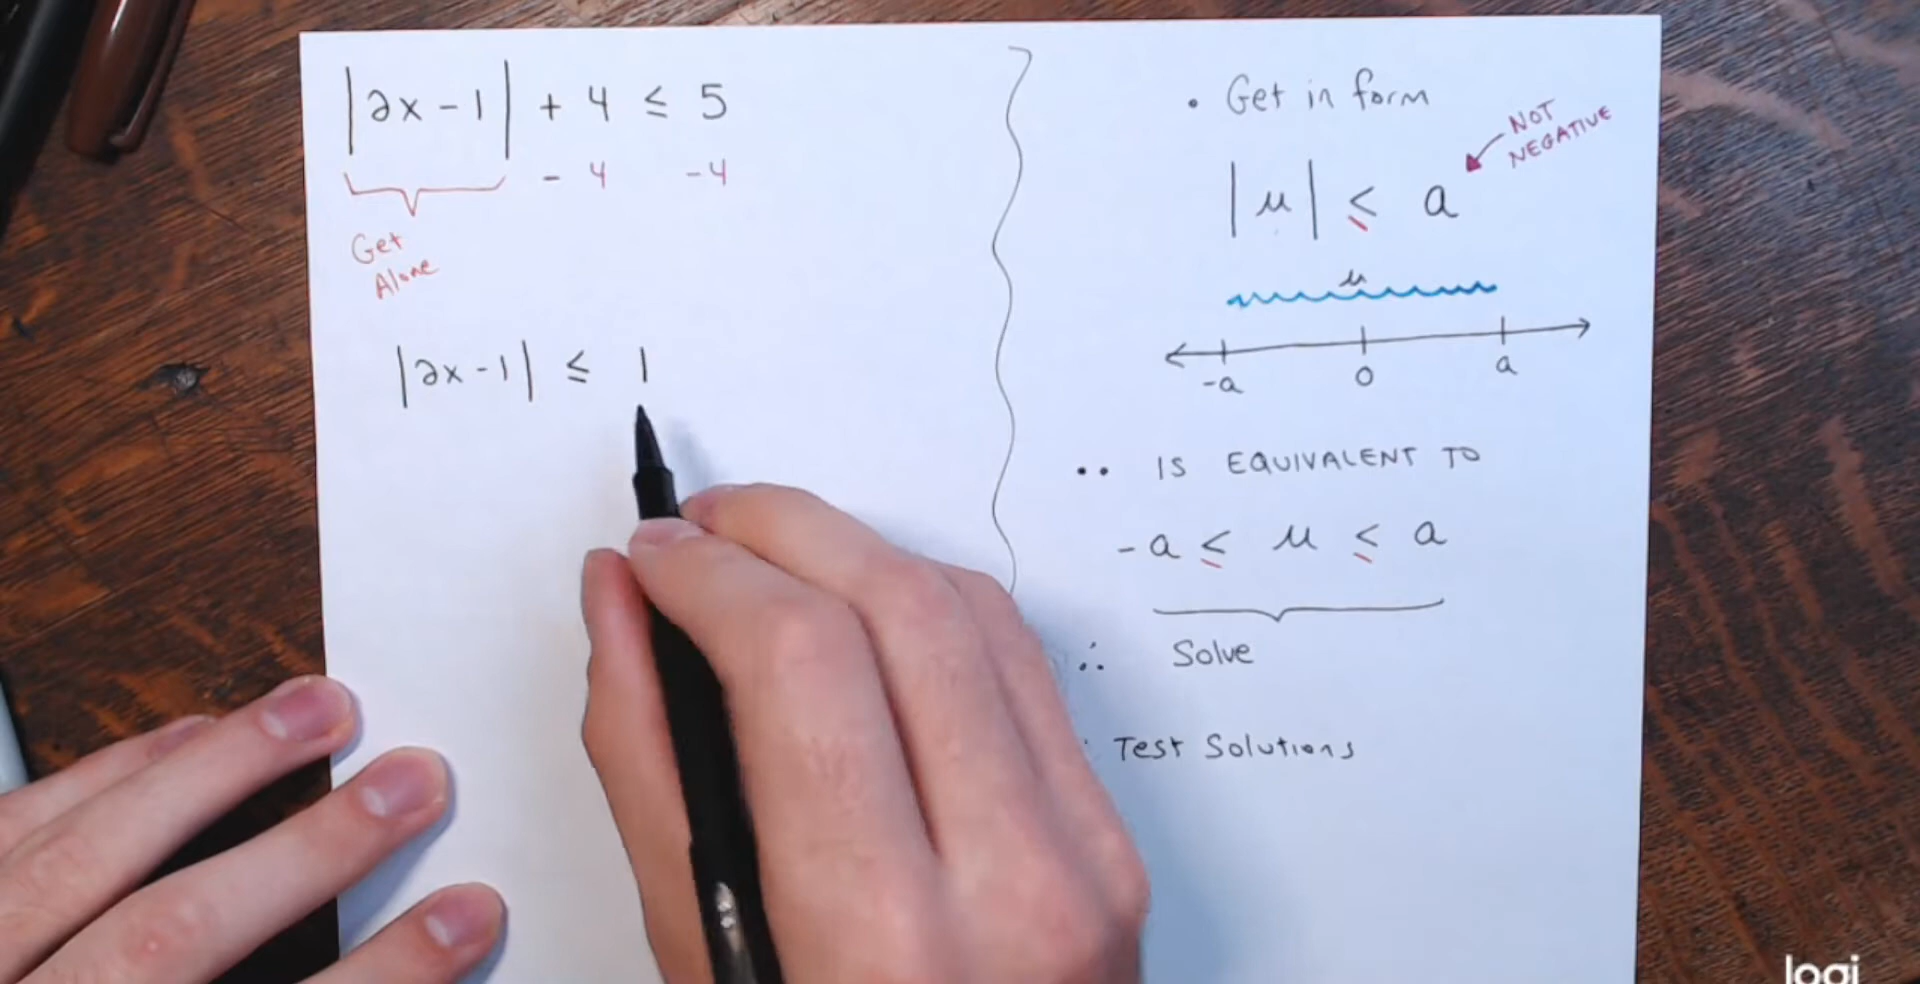 |2x - 1| + 4 ≤ 5
- 4 -4
Get
Alone
|2x - 1| ≤ 1
• Get in form
NOT
NEGATIVE
|u| ≤ a
u
-a 0 a
•• IS EQUIVALENT TO
-a ≤ u ≤ a
∴ Solve
Test Solutions
logi